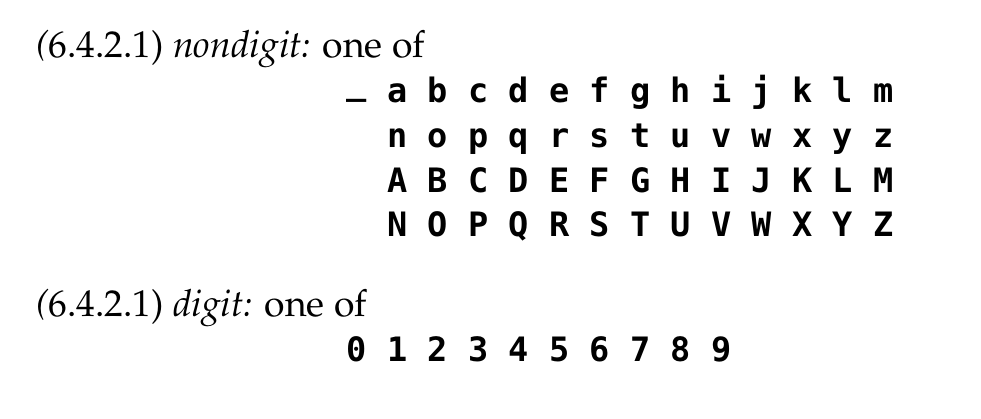 (6.4.2.1) nondigit: one of
_ a b c d e f g h i j k l m
n o p q r s t u v w x y z
A B C D E F G H I J K L M
N O P Q R S T U V W X Y Z
(6.4.2.1) digit: one of
0 1 2 3 4 5 6 7 8 9